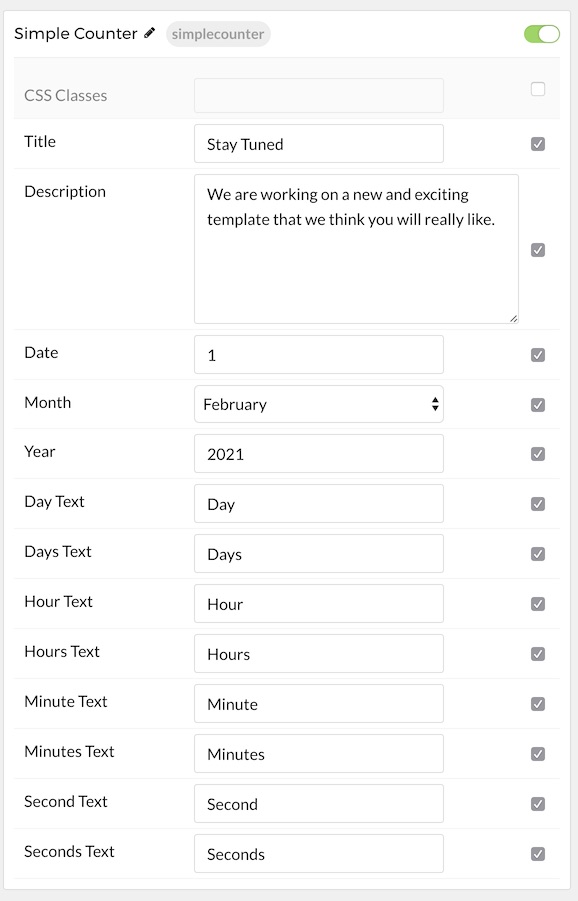 Simple Counter simplecounter
CSS Classes
Title Stay Tuned
Description We are working on a new and exciting
template that we think you will really like.
Date 1
Month February
Year 2021
Day Text Day
Days Text Days
Hour Text Hour
Hours Text Hours
Minute Text Minute
Minutes Text Minutes
Second Text Second
Seconds Text Seconds